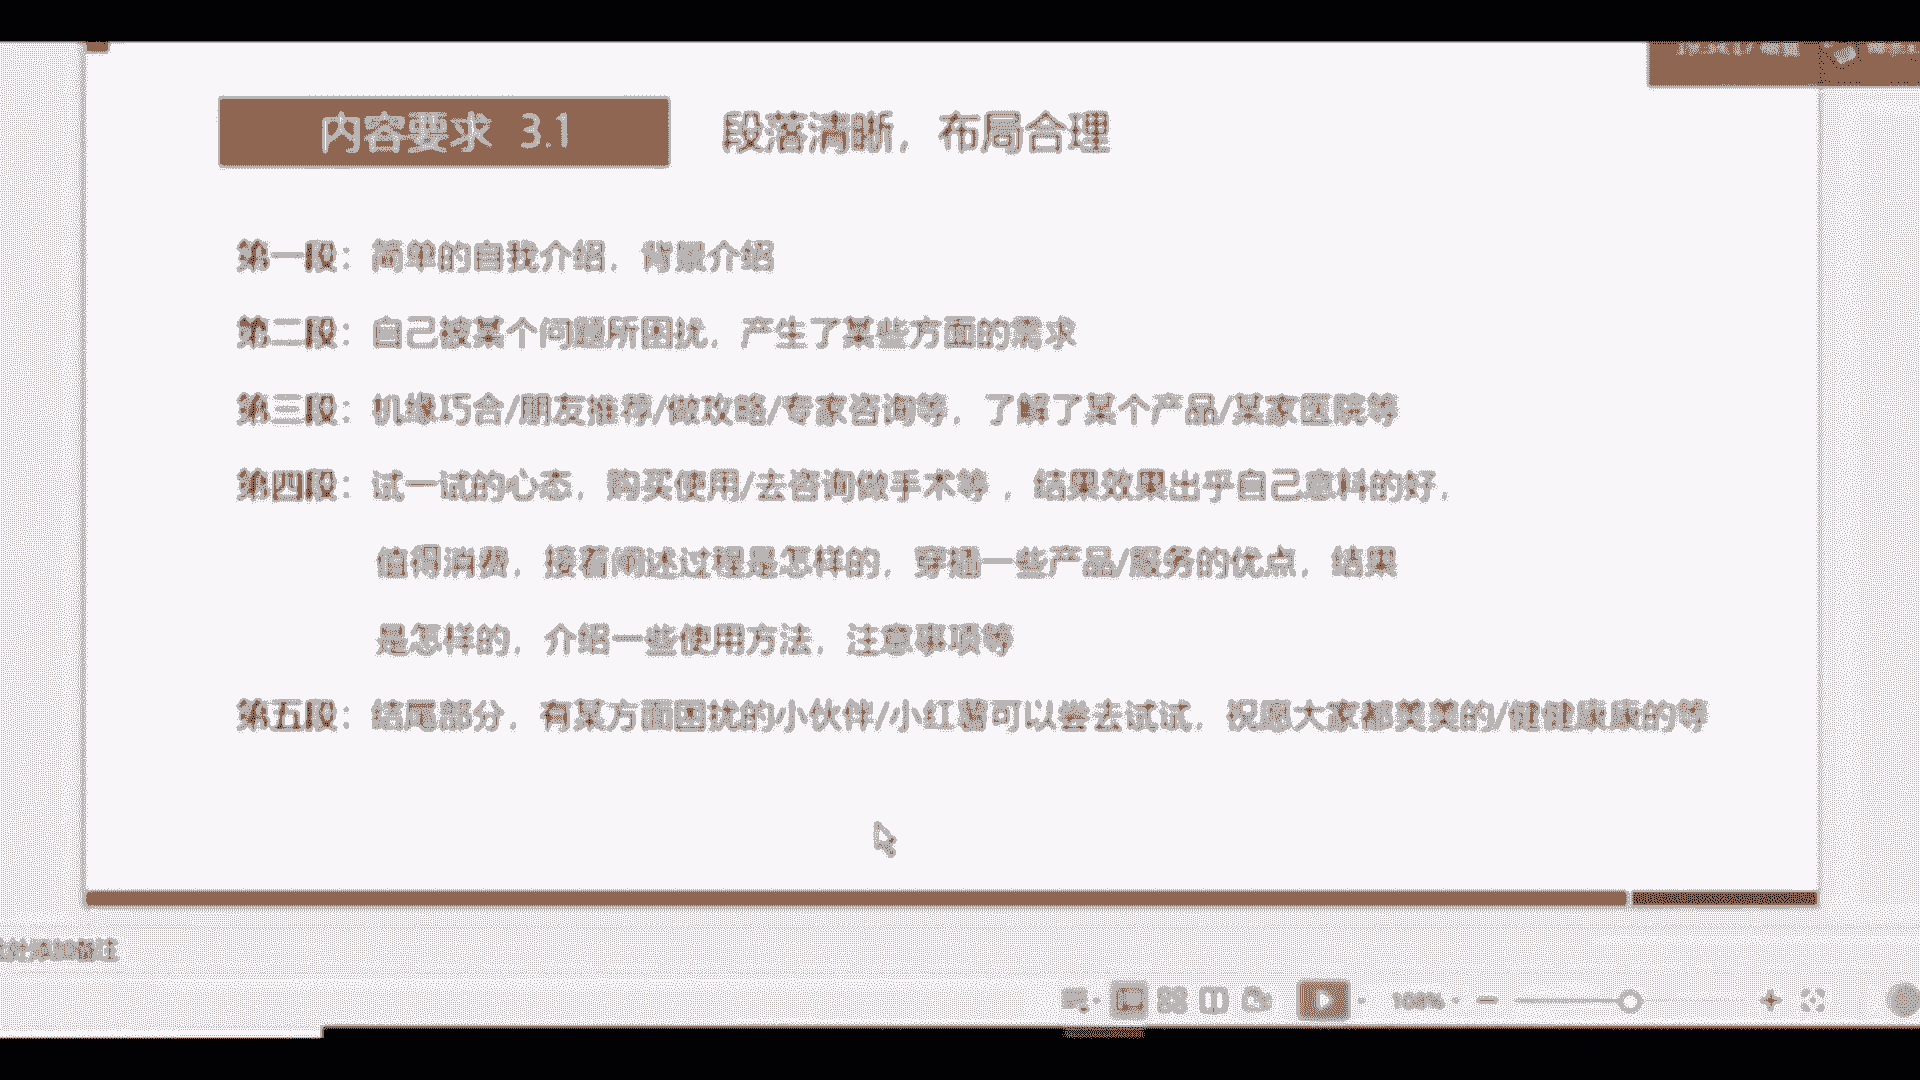 内容要求 3.1
段落清晰，布局合理
第一段：简单的自我介绍，背景介绍
第二段：自己被某个问题所困扰，产生了某些方面的需求
第三段：机缘巧合/朋友推荐/做攻略/专家咨询等，了解了某个产品/某家医院等
第四段：试一试的心态，购买使用/去咨询做手术等，结果效果出乎自己意料的好，
值得消费，接着阐述过程是怎样的，穿插一些产品/服务的优点，结果
是怎样的，介绍一些使用方法，注意事项等
第五段：结尾部分，有某方面困扰的小伙伴/小红薯可以尝去试试，祝愿大家都美美的/健健康康的等
108%